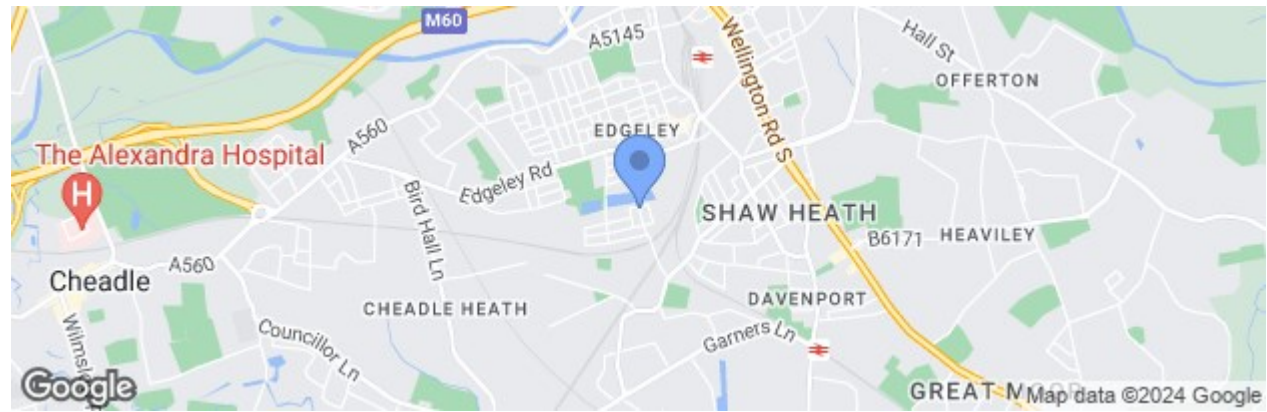 M60
A5145
Hall St
OFFERTON
Wellington Rd S
A560
EDGELEY
The Alexandra Hospital
H
Edgeley Rd
Bird Hall Ln
SHAW HEATH
B6171
HEAVILEY
A560
Cheadle
CHEADLE HEATH
DAVENPORT
Councillor Ln
Garners Ln
Google
GREAT
Map data ©2024 Google